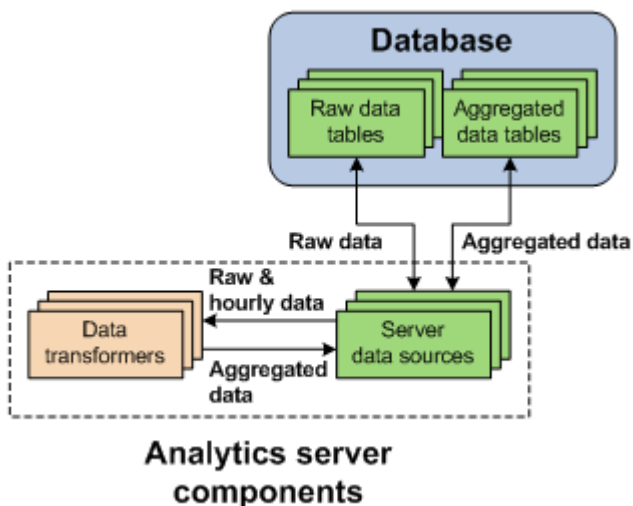 Database
Raw data
tables
Aggregated
data tables
Raw data
Aggregated data
Raw &
hourly data
Data
transformers
Server
data sources
Aggregated
data
Analytics server
components